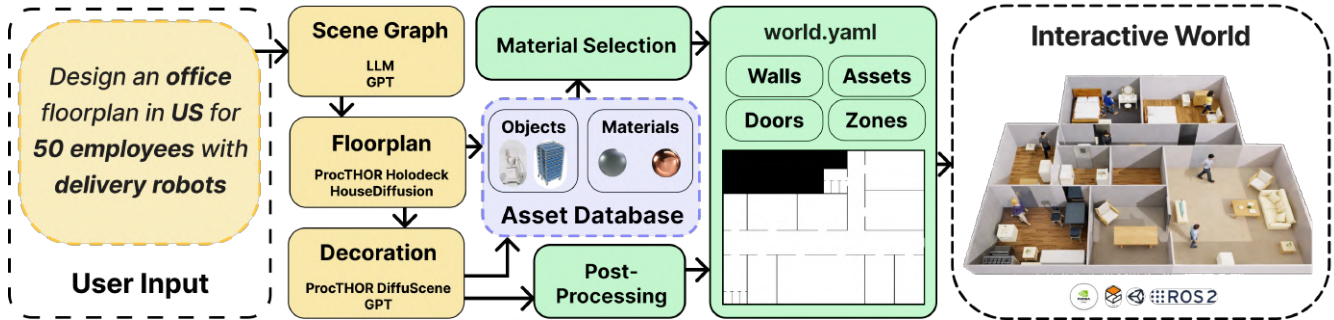 Design an office
floorplan in US for
50 employees with
delivery robots
User Input
Scene Graph
LLM
GPT
Floorplan
ProcTHOR Holodeck
HouseDiffusion
Decoration
ProcTHOR DiffuScene
GPT
Material Selection
Objects
Materials
Asset Database
Post-
Processing
world.yaml
Walls
Assets
Doors
Zones
Interactive World
ROS2